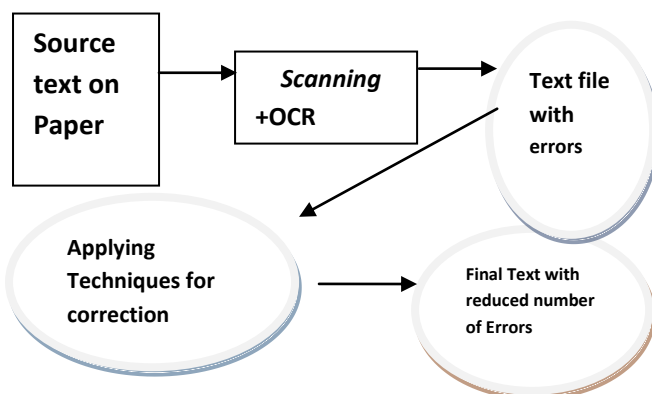 Source
text on
Paper
Scanning
+OCR
Text file
with
errors
Applying
Techniques for
correction
Final Text with
reduced number
of Errors